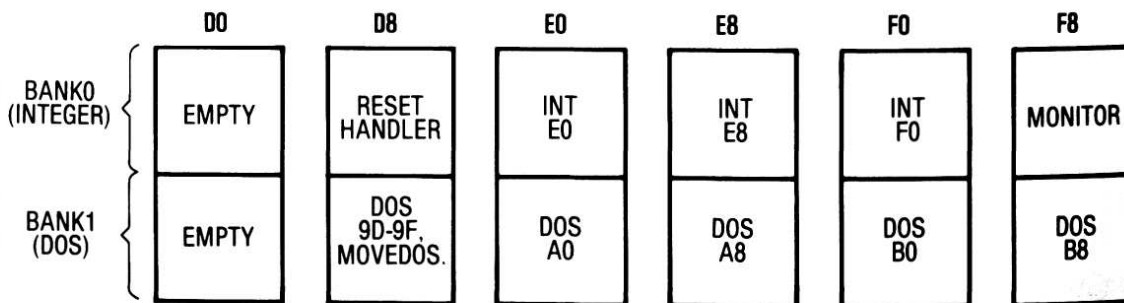 D0 D8 E0 E8 F0 F8
BANK0
(INTEGER)
EMPTY
RESET
HANDLER
INT
E0
INT
E8
INT
F0
MONITOR
BANK1
(DOS)
EMPTY
DOS
9D-9F,
MOVEDOS.
DOS
A0
DOS
A8
DOS
B0
DOS
B8